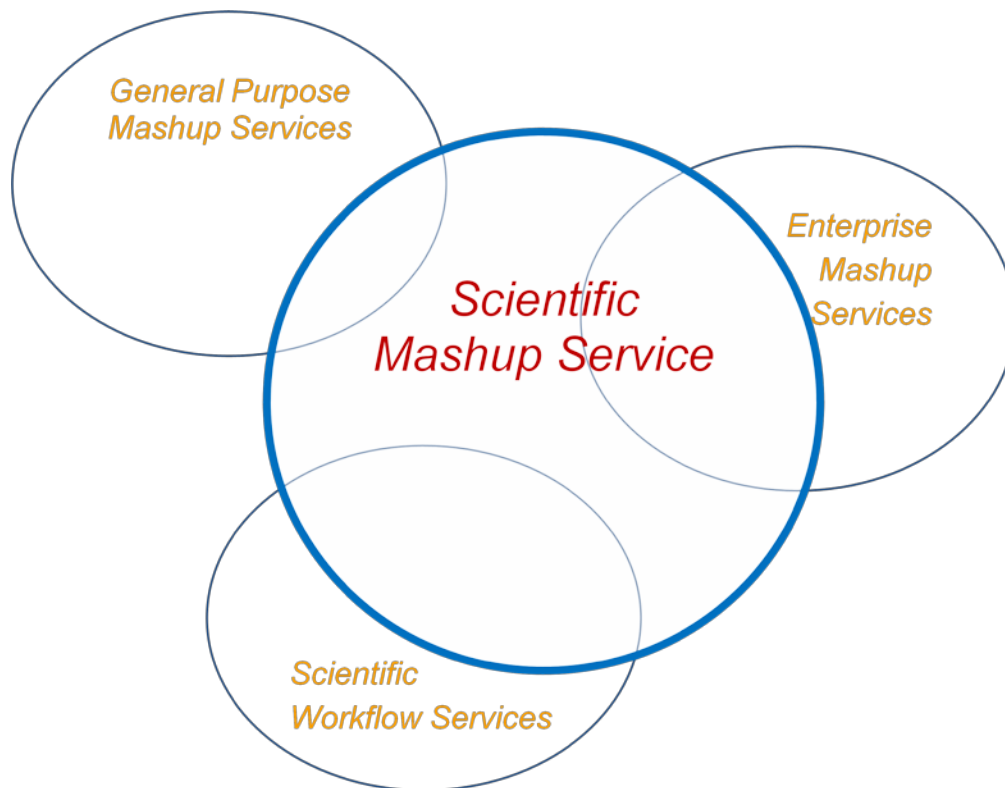 General Purpose
Mashup Services
Enterprise
Mashup
Services
Scientific
Mashup Service
Scientific
Workflow Services